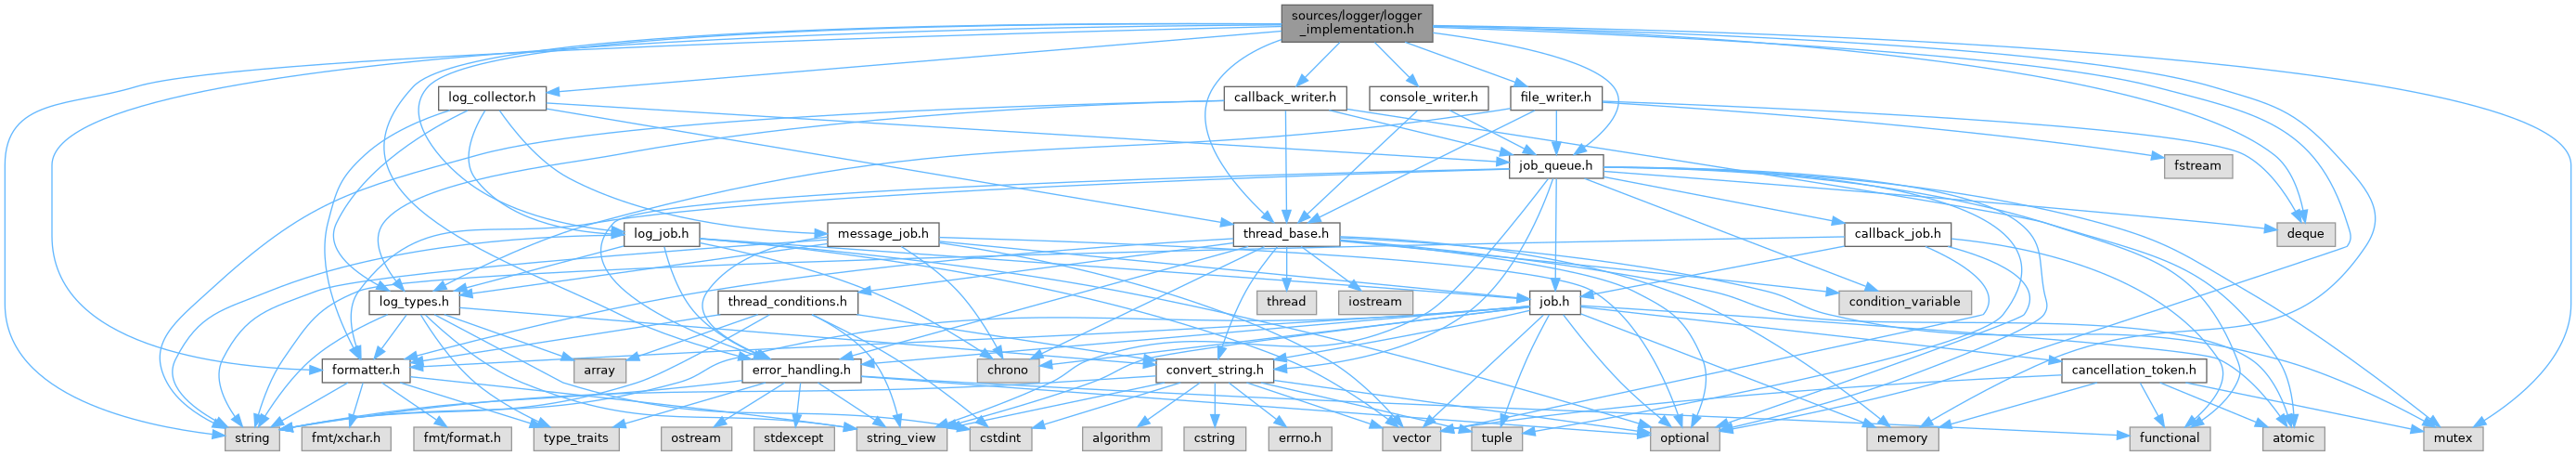 sources/logger/logger
_implementation.h
log_collector.h
callback_writer.h
console_writer.h
file_writer.h
job_queue.h
fstream
log_job.h
message_job.h
thread_base.h
callback_job.h
deque
log_types.h
thread_conditions.h
thread
iostream
job.h
condition_variable
formatter.h
array
error_handling.h
chrono
convert_string.h
cancellation_token.h
string
fmt/xchar.h
fmt/format.h
type_traits
ostream
stdexcept
string_view
cstdint
algorithm
cstring
errno.h
vector
tuple
optional
memory
functional
atomic
mutex